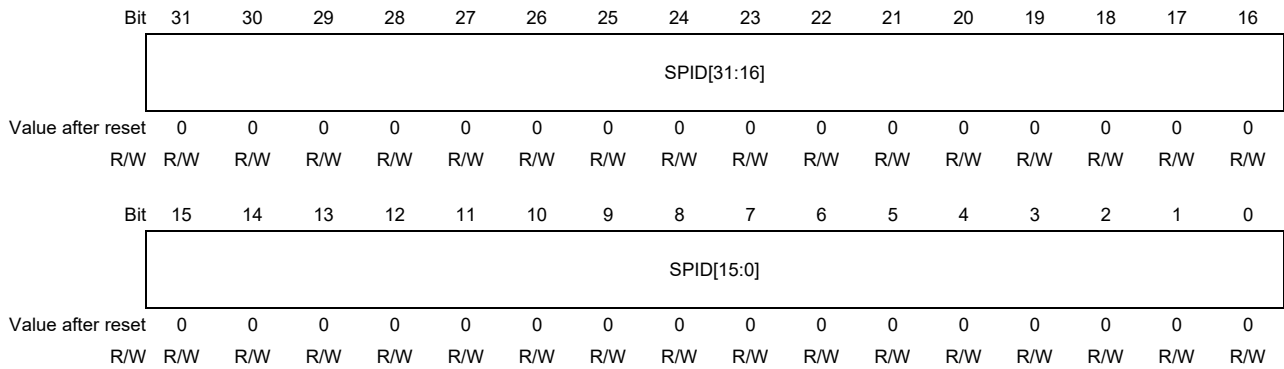 Bit 31 30 29 28 27 26 25 24 23 22 21 20 19 18 17 16
SPID[31:16]
Value after reset 0 0 0 0 0 0 0 0 0 0 0 0 0 0 0 0
R/W R/W R/W R/W R/W R/W R/W R/W R/W R/W R/W R/W R/W R/W R/W R/W R/W
Bit 15 14 13 12 11 10 9 8 7 6 5 4 3 2 1 0
SPID[15:0]
Value after reset 0 0 0 0 0 0 0 0 0 0 0 0 0 0 0 0
R/W R/W R/W R/W R/W R/W R/W R/W R/W R/W R/W R/W R/W R/W R/W R/W R/W